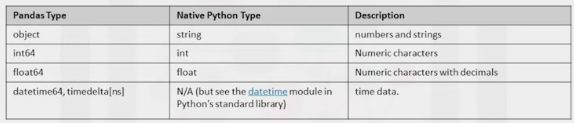 Pandas Type Native Python Type Description
object string numbers and strings
int64 int Numeric characters
float64 float Numeric characters with decimals
datetime64, timedelta[ns] N/A (but see the datetime module in time data.
Python's standard library)